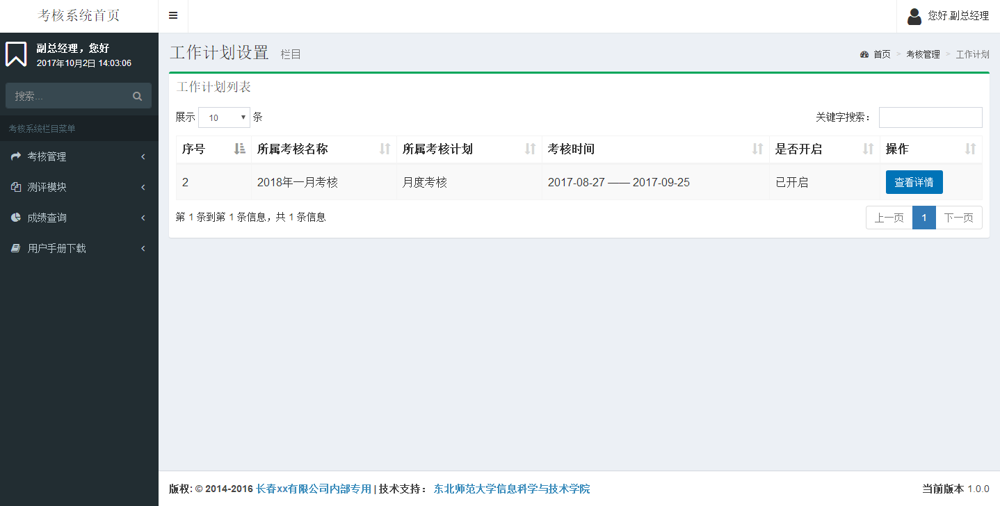 考核系统首页
您好,副总经理
副总经理，您好
2017年10月2日 14:03:06
搜索...
考核系统栏目菜单
考核管理
测评模块
成绩查询
用户手册下载
工作计划设置 栏目
首页 > 考核管理 > 工作计划
工作计划列表
展示 10 条
关键字搜索：
序号 所属考核名称 所属考核计划 考核时间 是否开启 操作
2 2018年一月考核 月度考核 2017-08-27 —— 2017-09-25 已开启 查看详情
第 1 条到第 1 条信息，共 1 条信息
上一页 1 下一页
版权: © 2014-2016 长春xx有限公司内部专用 | 技术支持： 东北师范大学信息科学与技术学院
当前版本 1.0.0